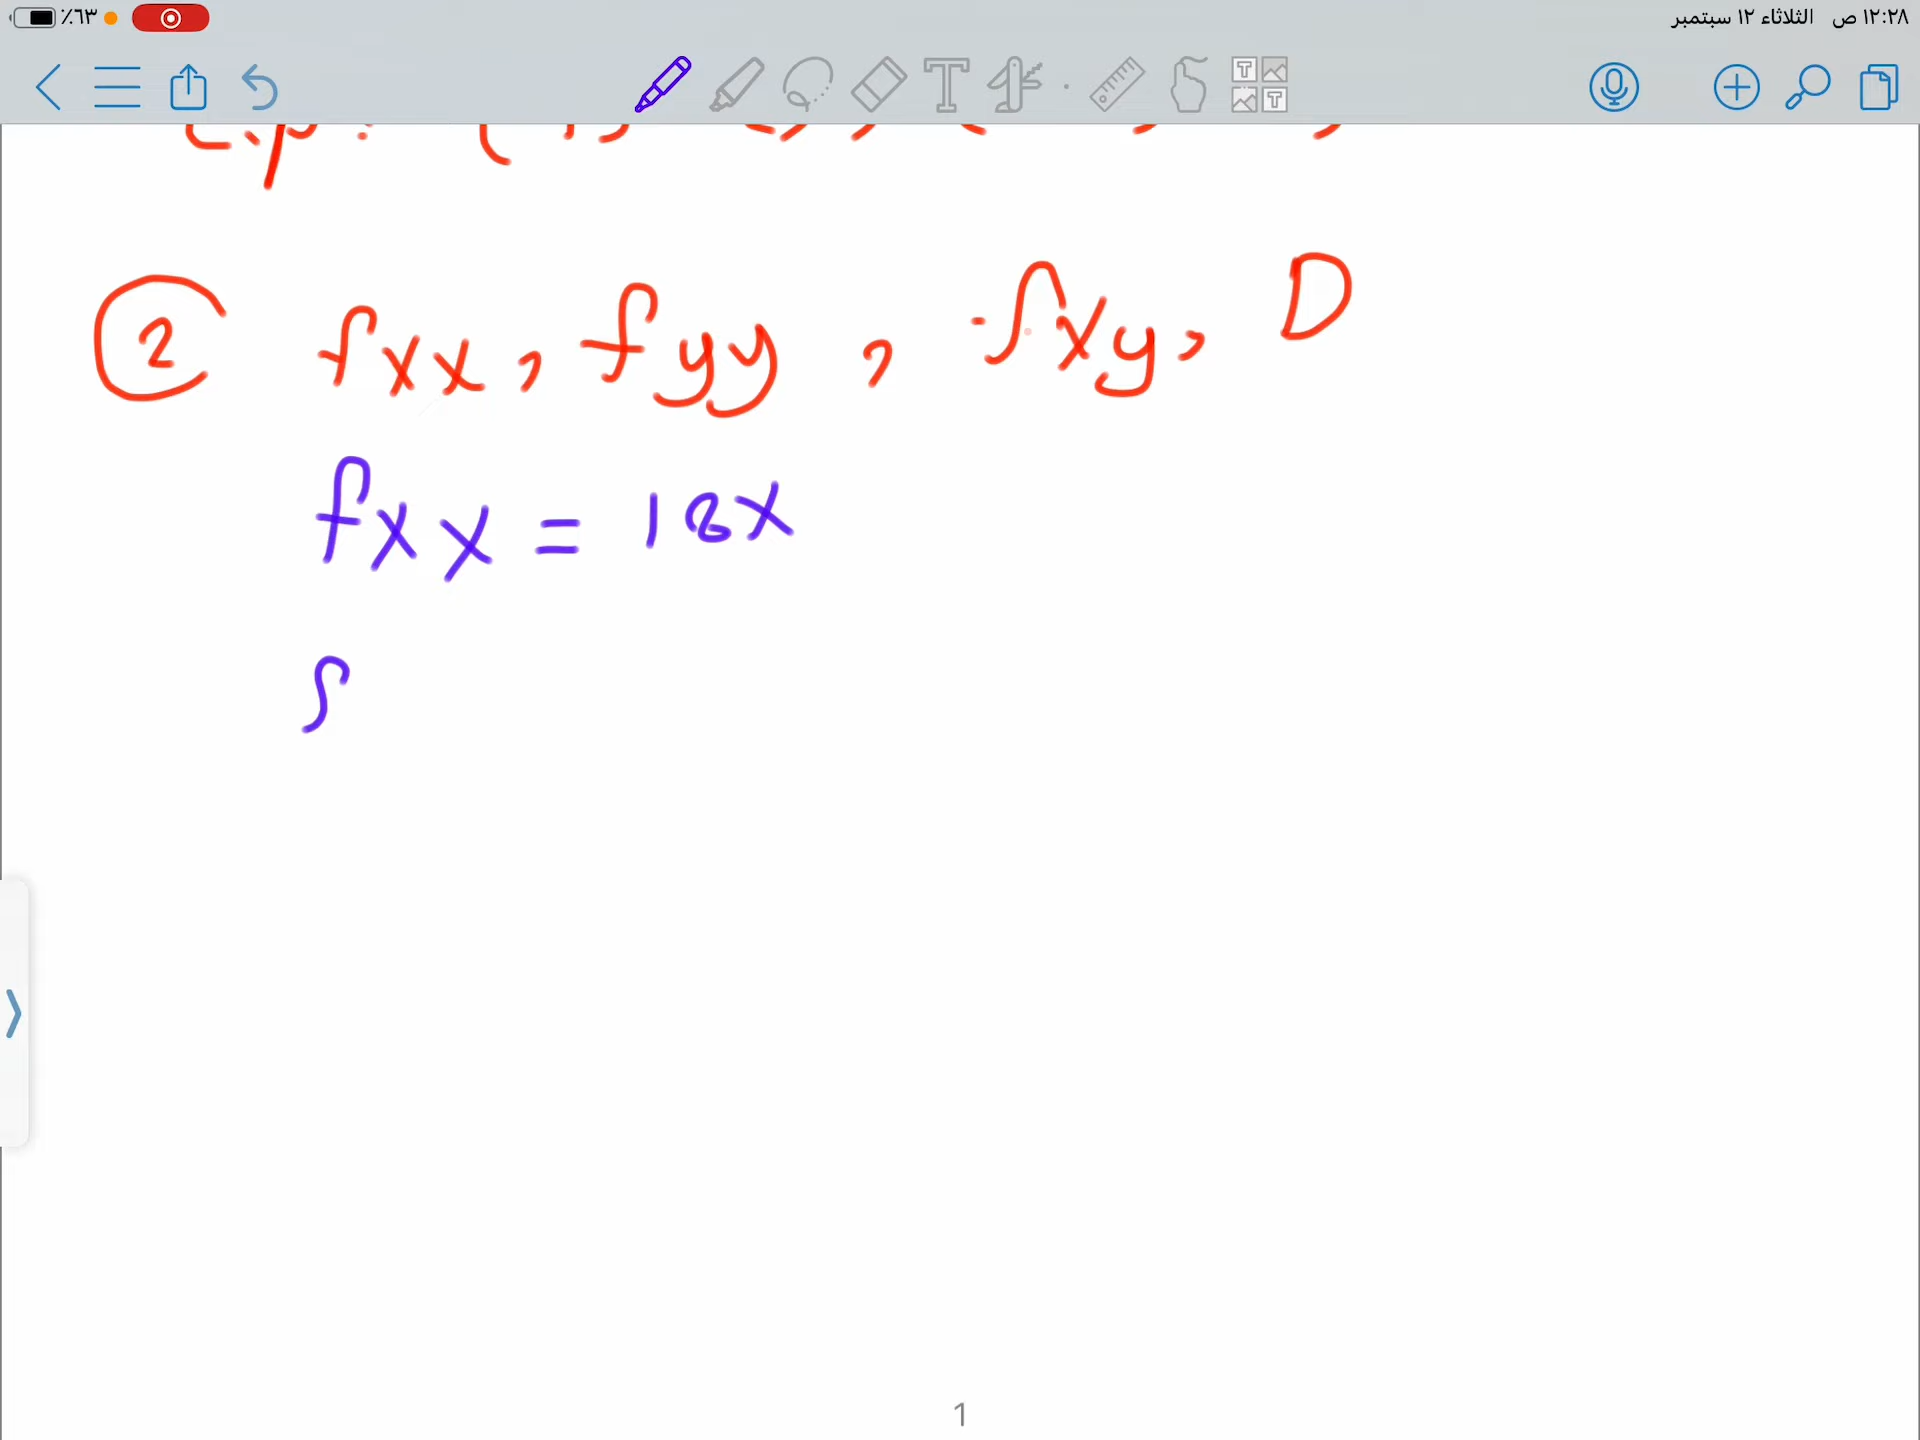 ٪٦٣ الثلاثاء ١٢ سبتمبر ١٢:٢٨ ص
② fxx, fyy, fxy, D
fxx = 18x
f
1